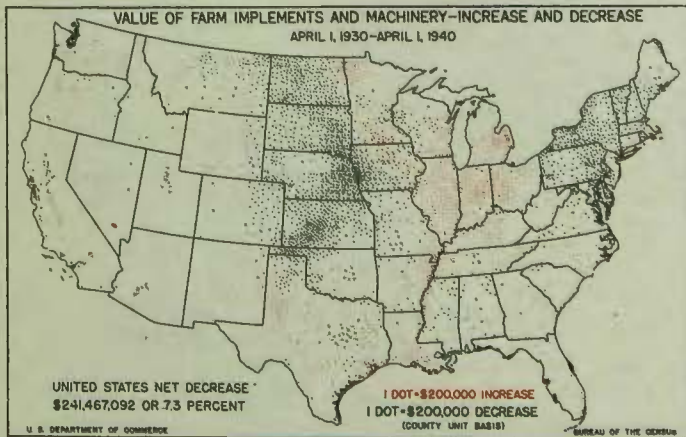 VALUE OF FARM IMPLEMENTS AND MACHINERY-INCREASE AND DECREASE
APRIL 1, 1930-APRIL 1, 1940
UNITED STATES NET DECREASE
$241,467,092 OR 7.3 PERCENT
1 DOT=$200,000 INCREASE
1 DOT=$200,000 DECREASE
(COUNTY UNIT BASIS)
U. S. DEPARTMENT OF COMMERCE
BUREAU OF THE CENSUS